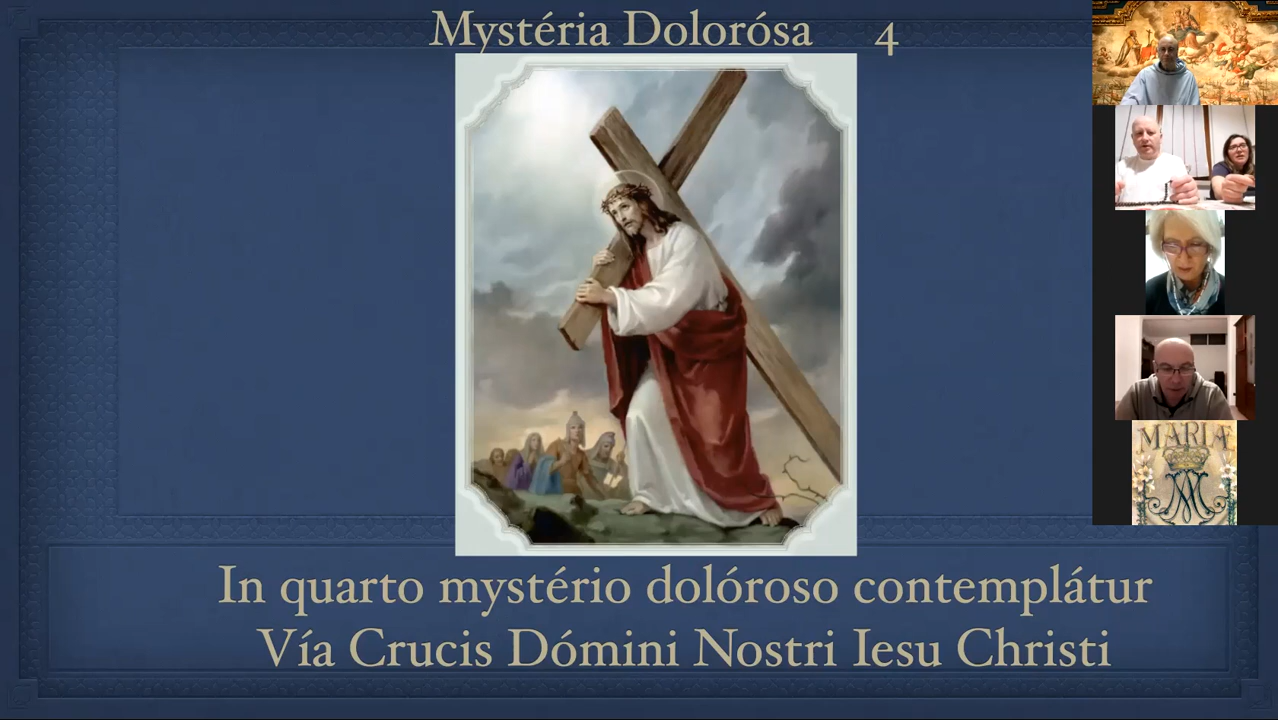 Mystéria Dolorósa 4
MARIA
In quarto mystério dolóroso contemplátur
Vía Crucis Dómini Nostri Iesu Christi